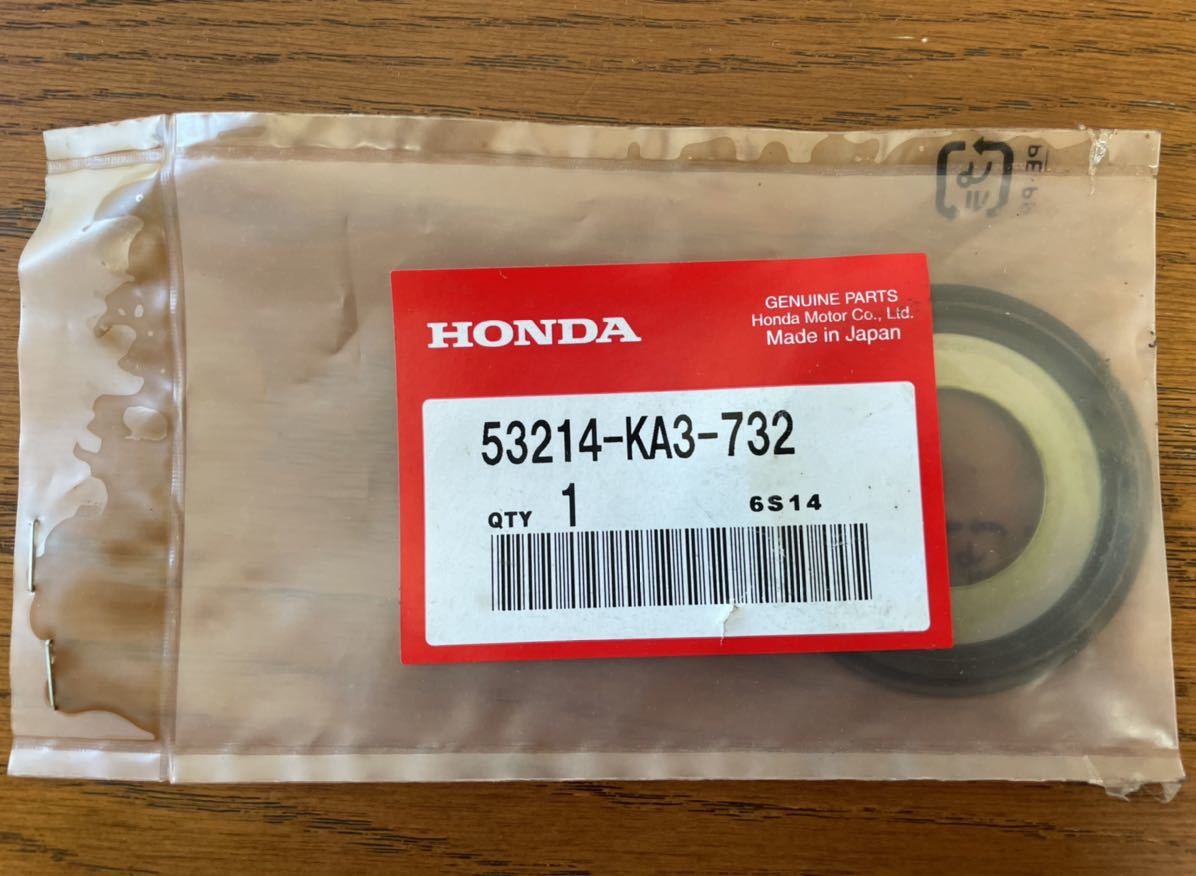 HONDA
GENUINE PARTS
Honda Motor Co., Ltd.
Made in Japan
53214-KA3-732
QTY 1
6S14